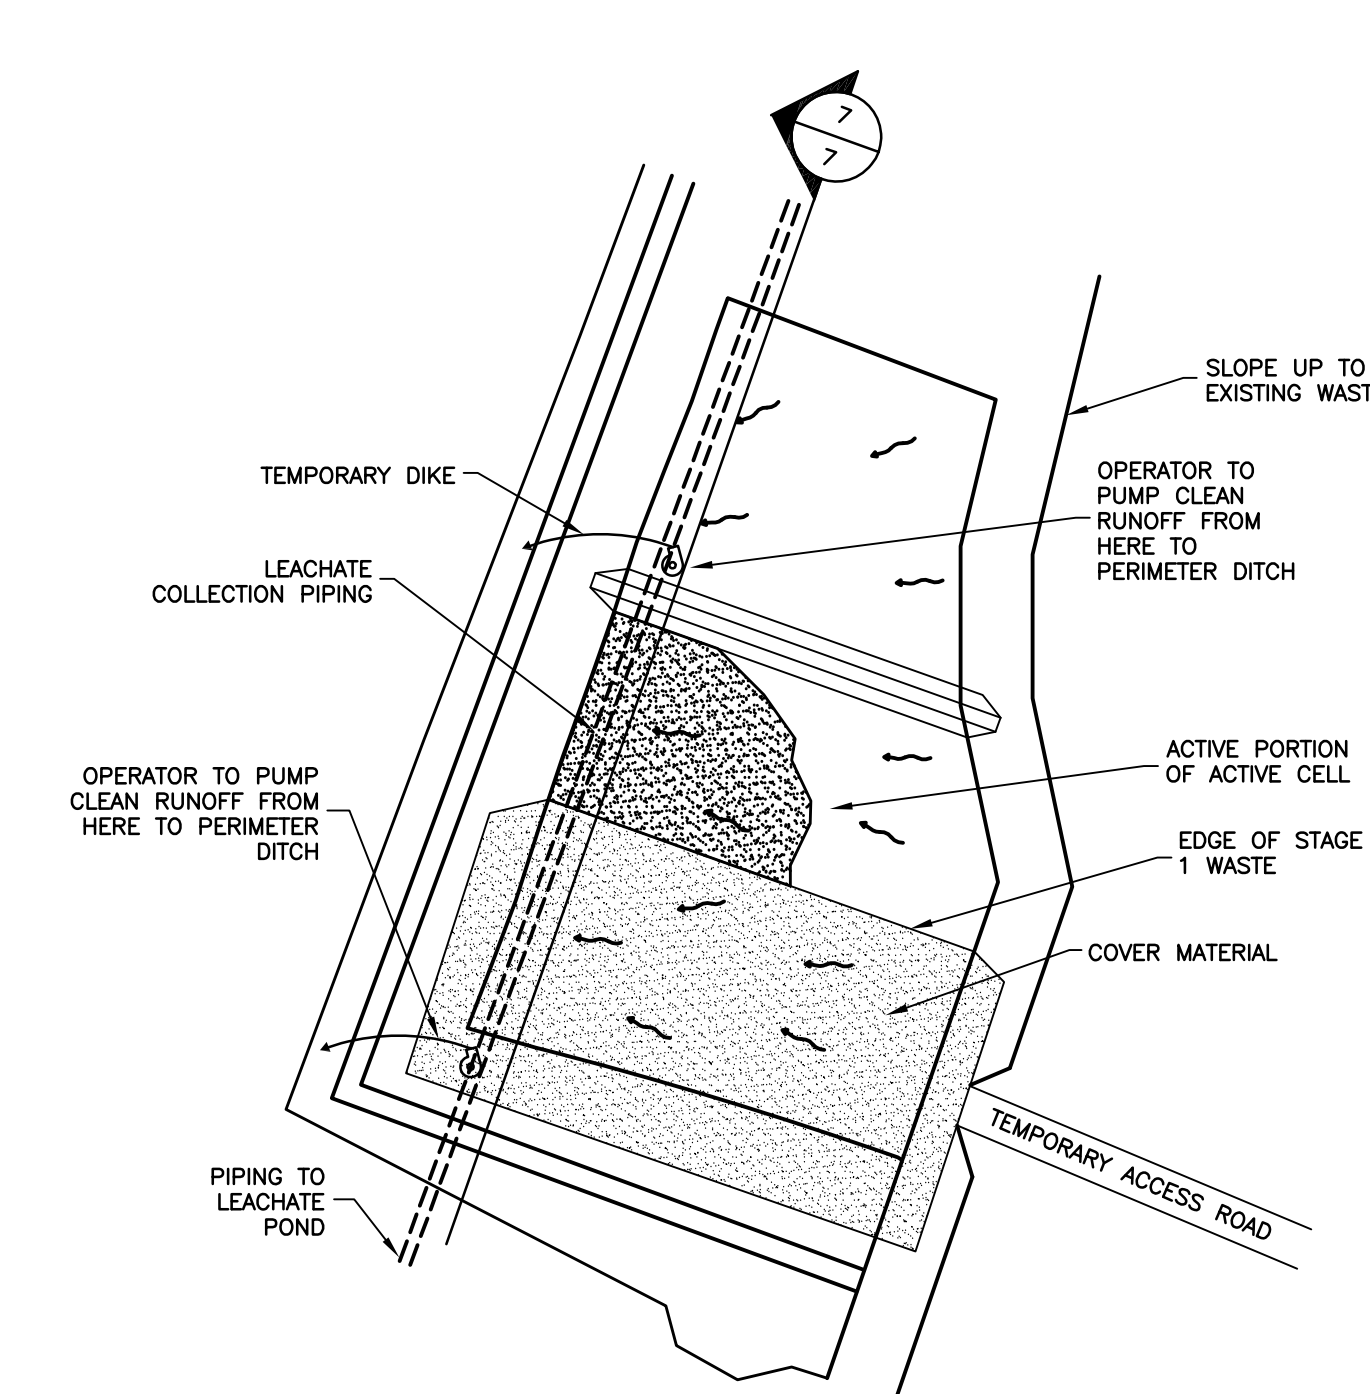 7
7
SLOPE UP TO
EXISTING WAST
OPERATOR TO
PUMP CLEAN
RUNOFF FROM
HERE TO
PERIMETER DITCH
TEMPORARY DIKE
LEACHATE
COLLECTION PIPING
ACTIVE PORTION
OF ACTIVE CELL
OPERATOR TO PUMP
CLEAN RUNOFF FROM
HERE TO PERIMETER
DITCH
EDGE OF STAGE
1 WASTE
COVER MATERIAL
TEMPORARY ACCESS ROAD
PIPING TO
LEACHATE
POND